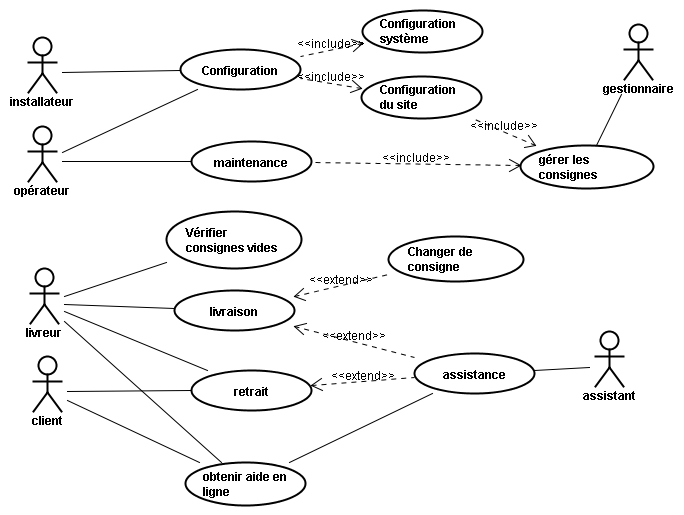 Configuration
système
<<include>>
installateur
Configuration
<<include>>
Configuration
du site
gestionnaire
<<include>>
opérateur
maintenance
<<include>>
gérer les
consignes
Vérifier
consignes vides
Changer de
consigne
<<extend>>
livreur
livraison
<<extend>>
client
retrait
<<extend>>
assistance
assistant
obtenir aide en
ligne